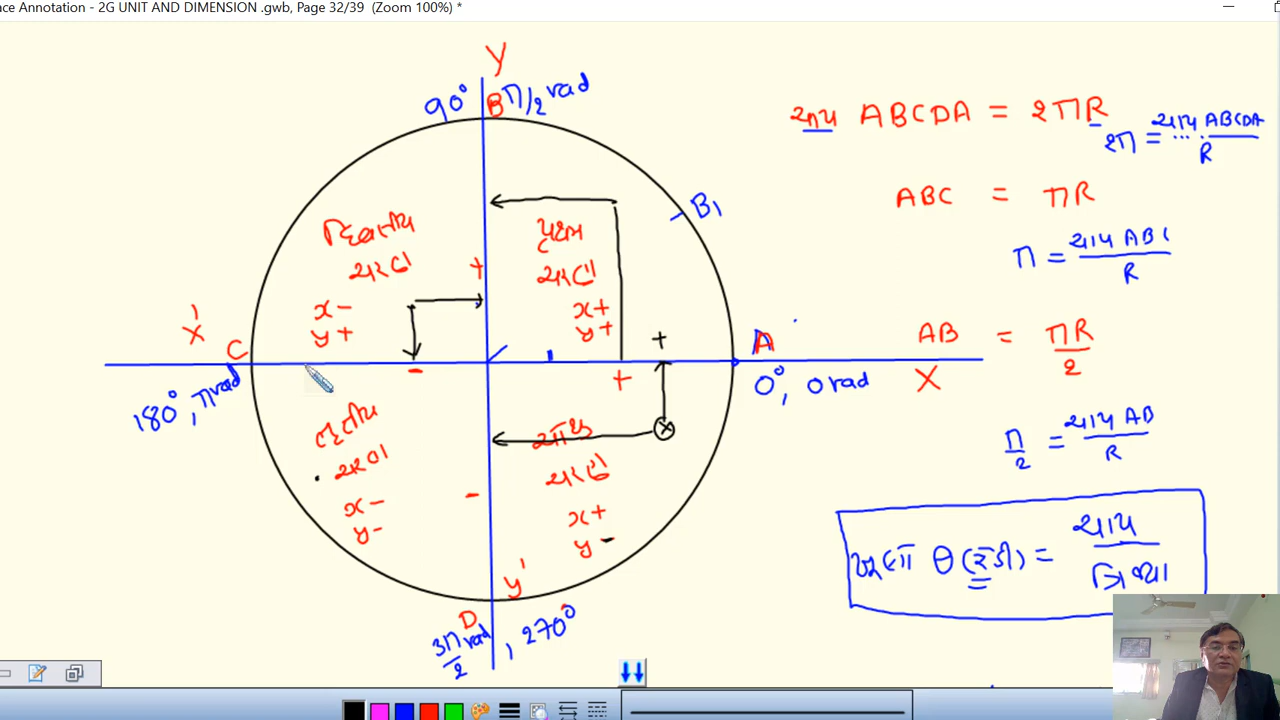 ce Annotation - 2G UNIT AND DIMENSION .gwb, Page 32/39 (Zoom 100%) *
Y
90° B π/2 rad
ચાપ ABCDA = 2πR
2π = ચાપ ABCDA / R
B₁
ABC = πR
π = ચાપ ABC / R
દ્વિતીય
ચરણ
x-
y+
+
પ્રથમ
ચરણ
x+
y+
X'
C
180°, π rad
-
+
+
A
0°, 0 rad
X
AB = πR / 2
π/2 = ચાપ AB / R
તૃતીય
ચરણ
x-
y-
-
ચરણ
x+
y-
θ (રેડી) = ચાપ / ત્રિજ્યા
Y'
D
3π/2 rad, 270°